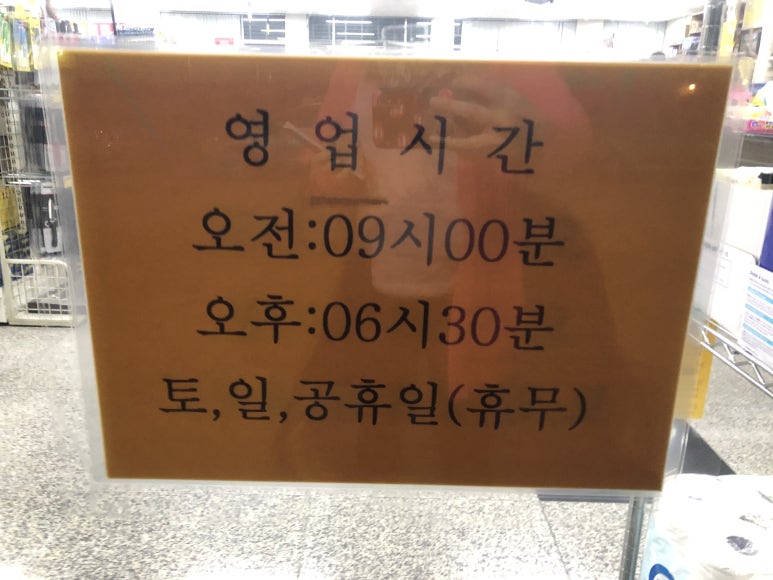 영 업 시 간
오전:09시00분
오후:06시30분
토,일,공휴일(휴무)